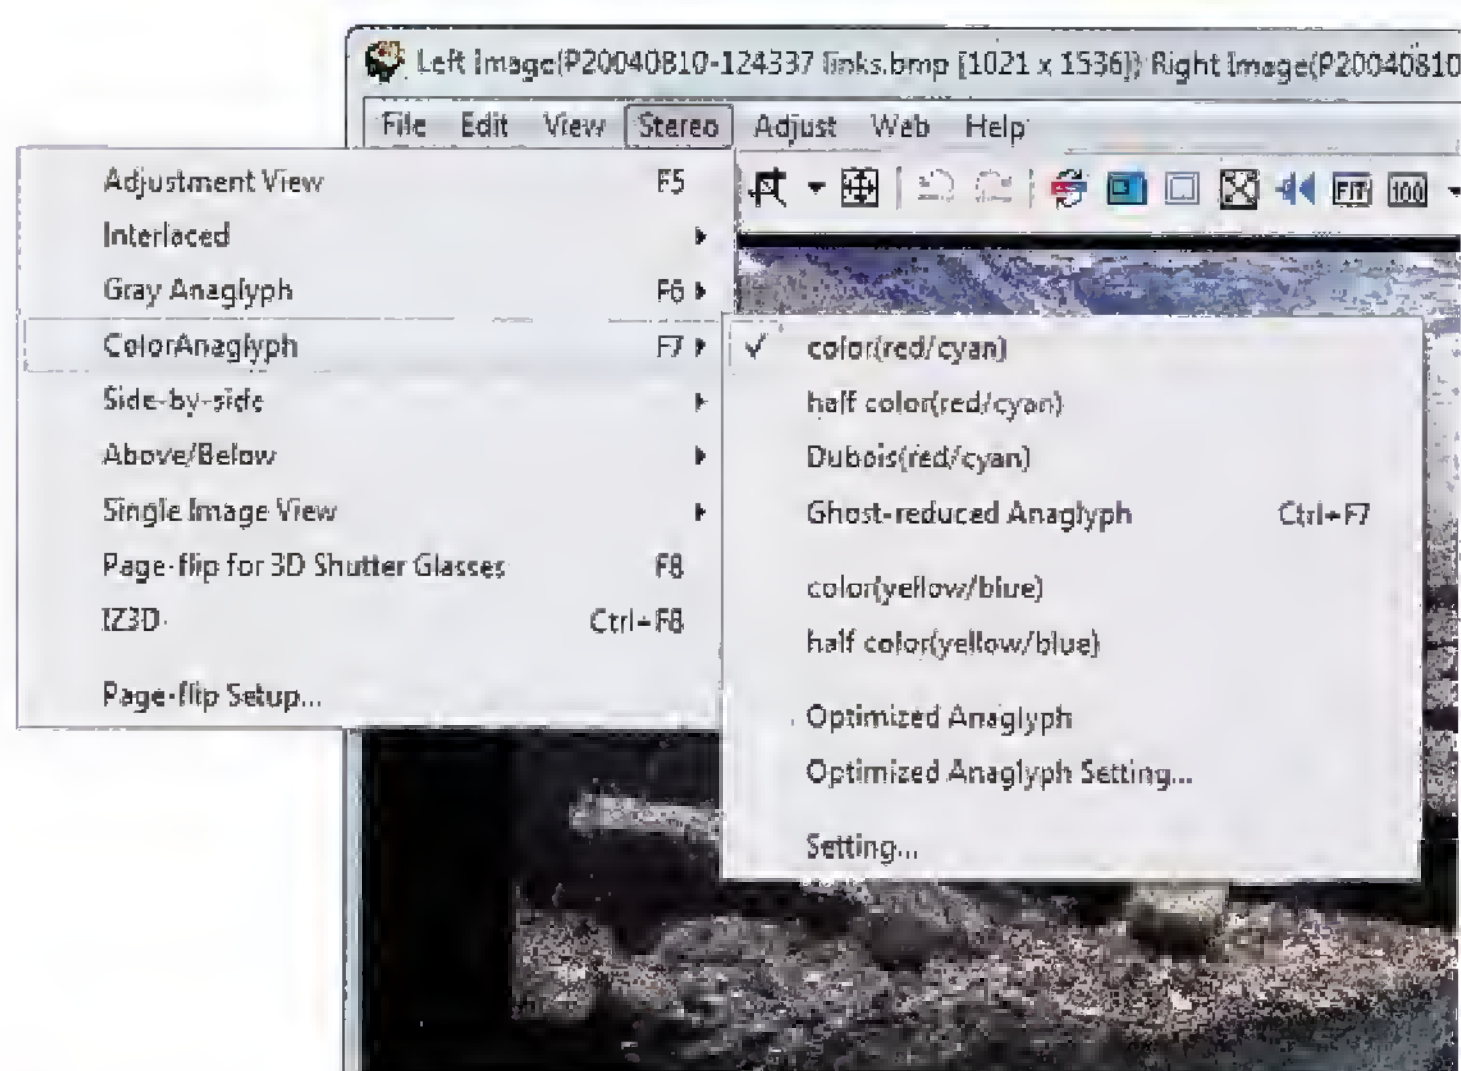 Left Image(P20040810-124337 links.bmp [1021 x 1536]) Right Image(P20040810
File Edit View Stereo Adjust Web Help
FIT 100
Adjustment View F5
Interlaced
Gray Anaglyph F6
ColorAnaglyph F7
Side-by-side
Above/Below
Single Image View
Page-flip for 3D Shutter Glasses F8
IZ3D Ctrl+F8
Page-flip Setup...
color(red/cyan)
half color(red/cyan)
Dubois(red/cyan)
Ghost-reduced Anaglyph Ctrl+F7
color(yellow/blue)
half color(yellow/blue)
Optimized Anaglyph
Optimized Anaglyph Setting...
Setting...